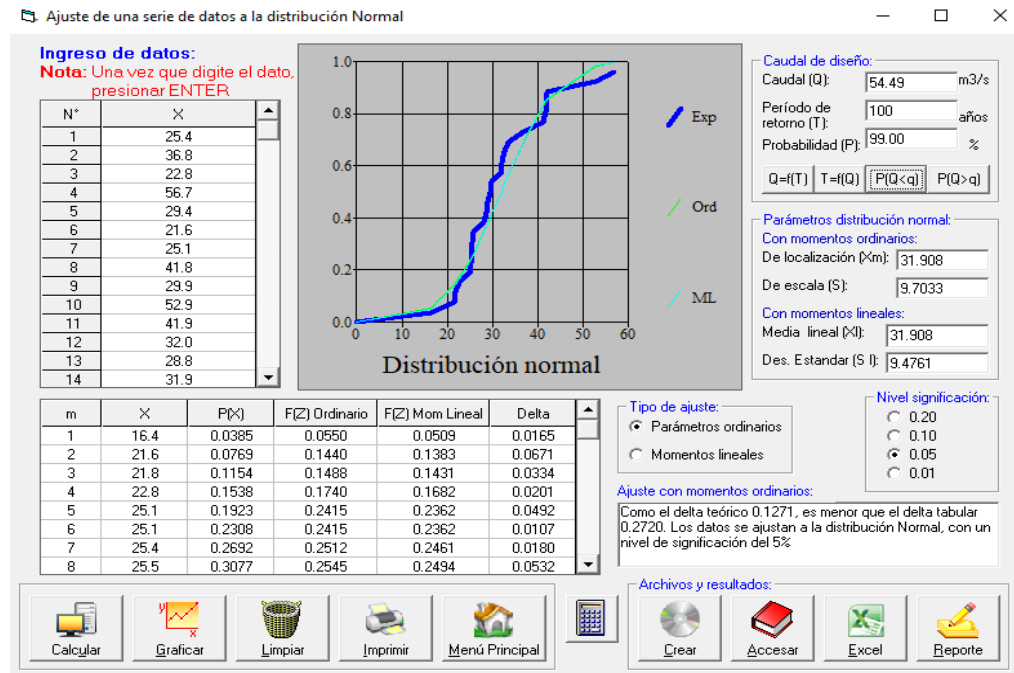 Ajuste de una serie de datos a la distribución Normal
Ingreso de datos:
Nota: Una vez que digite el dato,
presionar ENTER
N° X
1 25.4
2 36.8
3 22.8
4 56.7
5 29.4
6 21.6
7 25.1
8 41.8
9 29.9
10 52.9
11 41.9
12 32.0
13 28.8
14 31.9
1.0
0.8
0.6
0.4
0.2
0.0
0 10 20 30 40 50 60
Distribución normal
Exp
Ord
ML
Caudal de diseño:
Caudal (Q): 54.49 m3/s
Período de
retorno (T): 100 años
Probabilidad (P): 99.00 %
Q=f(T) T=f(Q) P(Q<q) P(Q>q)
Parámetros distribución normal:
Con momentos ordinarios:
De localización (Xm): 31.908
De escala (S): 9.7033
Con momentos lineales:
Media lineal (Xl): 31.908
Des. Estandar (S l): 9.4761
m X P(X) F(Z) Ordinario F(Z) Mom Lineal Delta
1 16.4 0.0385 0.0550 0.0509 0.0165
2 21.6 0.0769 0.1440 0.1383 0.0671
3 21.8 0.1154 0.1488 0.1431 0.0334
4 22.8 0.1538 0.1740 0.1682 0.0201
5 25.1 0.1923 0.2415 0.2362 0.0492
6 25.1 0.2308 0.2415 0.2362 0.0107
7 25.4 0.2692 0.2512 0.2461 0.0180
8 25.5 0.3077 0.2545 0.2494 0.0532
Tipo de ajuste:
Parámetros ordinarios
Momentos lineales
Nivel significación:
0.20
0.10
0.05
0.01
Ajuste con momentos ordinarios:
Como el delta teórico 0.1271, es menor que el delta tabular
0.2720. Los datos se ajustan a la distribución Normal, con un
nivel de significación del 5%
Calcular Graficar Limpiar Imprimir Menú Principal
Archivos y resultados:
Crear Accesar Excel Reporte